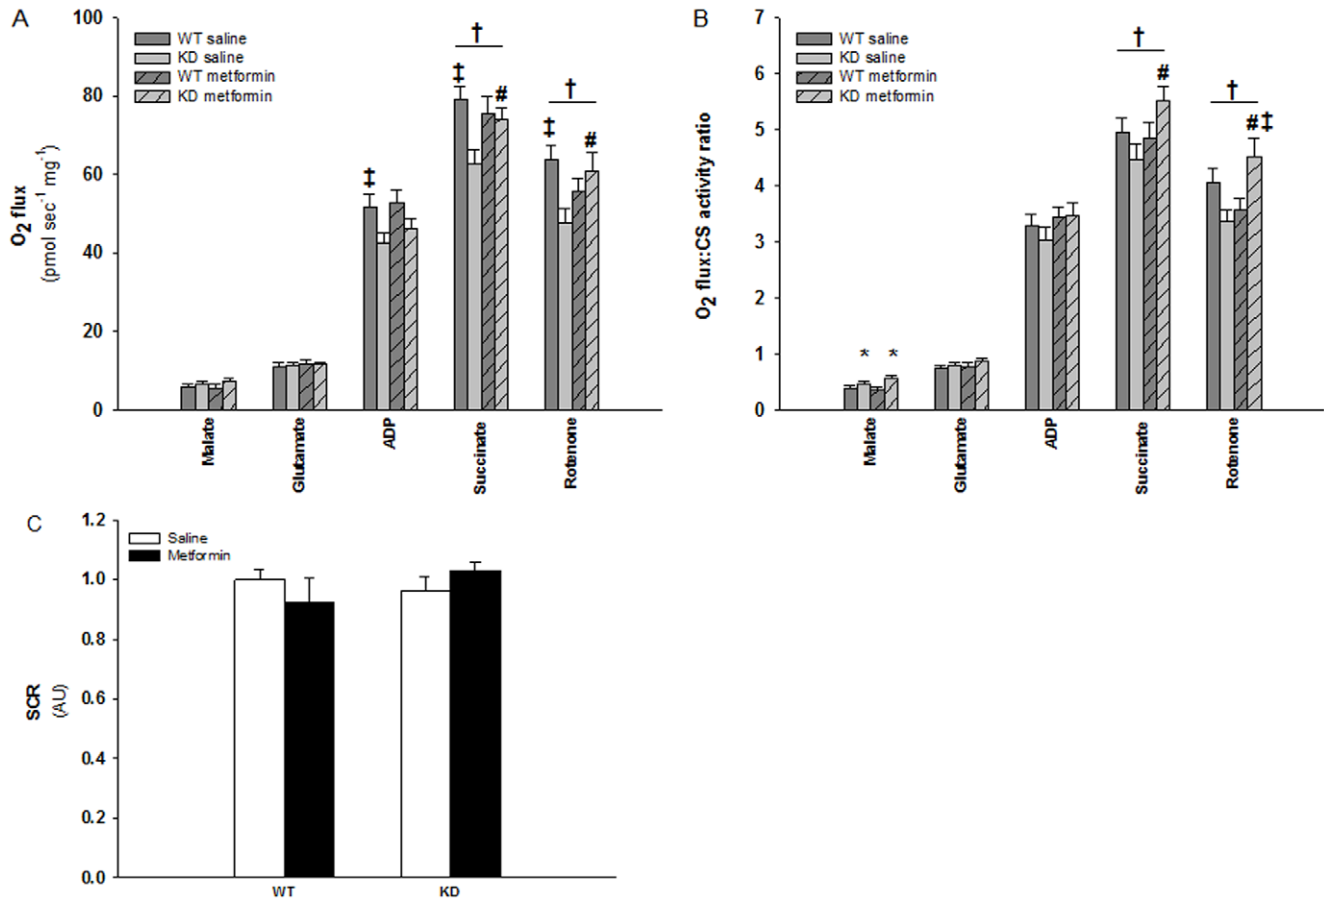 A
100
80
60
40
20
0
O2 flux
(pmol sec-1 mg-1)
WT saline
KD saline
WT metformin
KD metformin
‡
‡
†
#
‡
†
#
Malate
Glutamate
ADP
Succinate
Rotenone
B
7
6
5
4
3
2
1
0
O2 flux:CS activity ratio
WT saline
KD saline
WT metformin
KD metformin
* *
†
#
†
#‡
Malate
Glutamate
ADP
Succinate
Rotenone
C
1.2
1.0
0.8
0.6
0.4
0.2
0.0
SCR
(AU)
Saline
Metformin
WT
KD